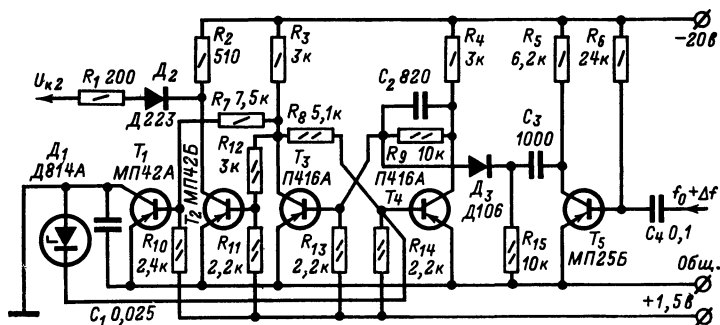 R₂
510
R₃
3к
R₄
3к
R₅
6,2к
R₆
24к
−20в
Uк2
R₁ 200
Д₂
Д223
C₂ 820
R₇ 7,5к
R₈ 5,1к
R₉ 10к
C₃
1000
Д₁
Д814А
T₁
МП42А
T₂ МП42Б
R₁₂
3к
T₃
П416А
П416А
T₄
Д₃
Д106
f₀+Δf
R₁₀
2,4к
R₁₁
2,2к
R₁₃
2,2к
R₁₄
2,2к
R₁₅
10к
T₅
МП25Б
C₄ 0,1
Общ.
C₁ 0,025
+1,5в